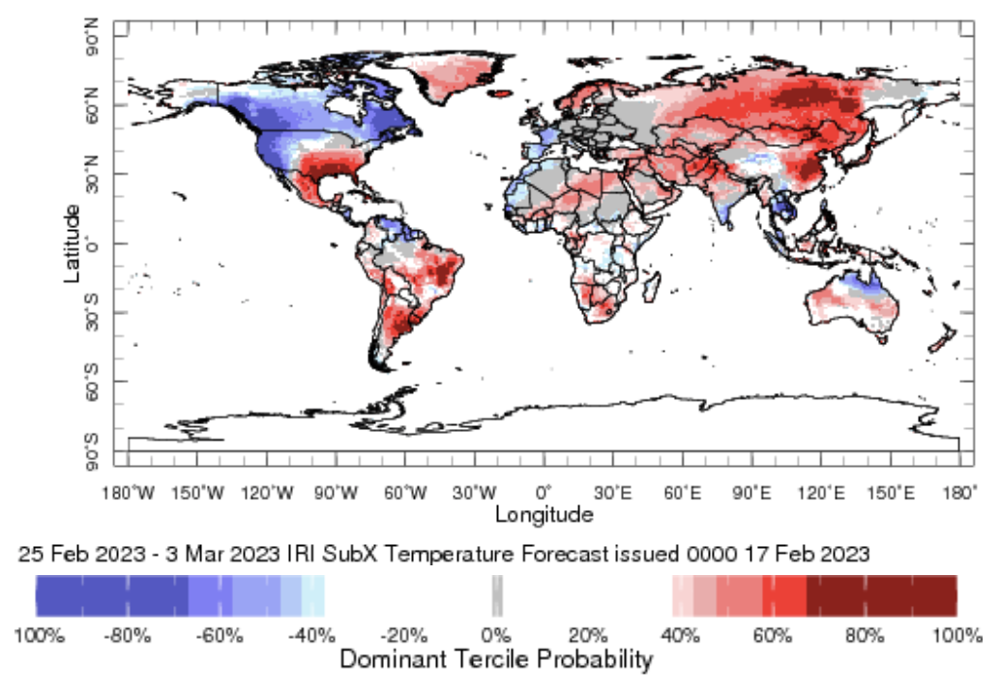 90°N
60°N
30°N
0°
30°S
60°S
90°S
Latitude
180°W 150°W 120°W 90°W 60°W 30°W 0° 30°E 60°E 90°E 120°E 150°E 180°
Longitude
25 Feb 2023 - 3 Mar 2023 IRI SubX Temperature Forecast issued 0000 17 Feb 2023
100% -80% -60% -40% -20% 0% 20% 40% 60% 80% 100%
Dominant Tercile Probability